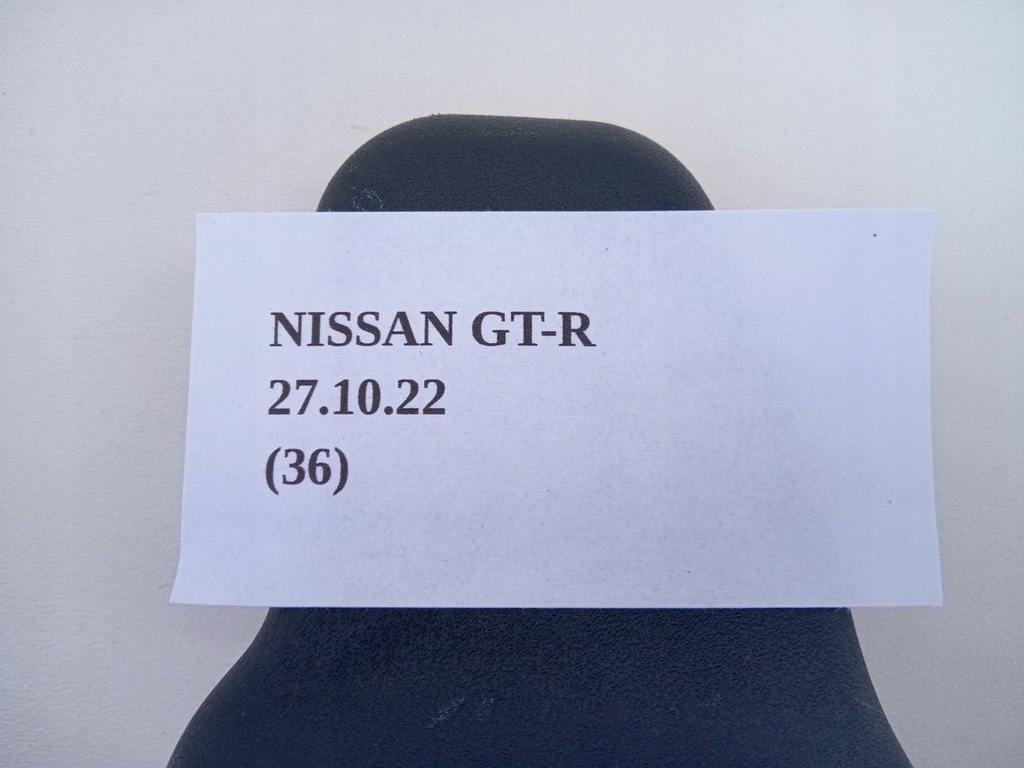 NISSAN GT-R
27.10.22
(36)